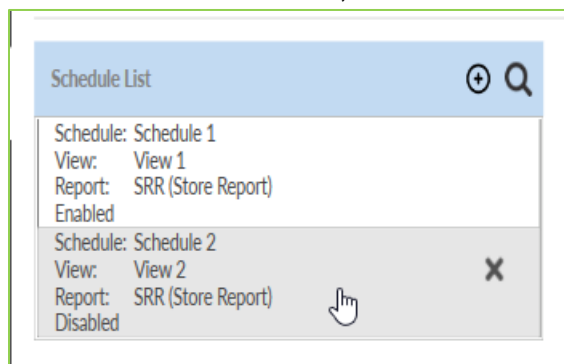 Schedule List
Schedule: Schedule 1
View: View 1
Report: SRR (Store Report)
Enabled
Schedule: Schedule 2
View: View 2
Report: SRR (Store Report)
Disabled